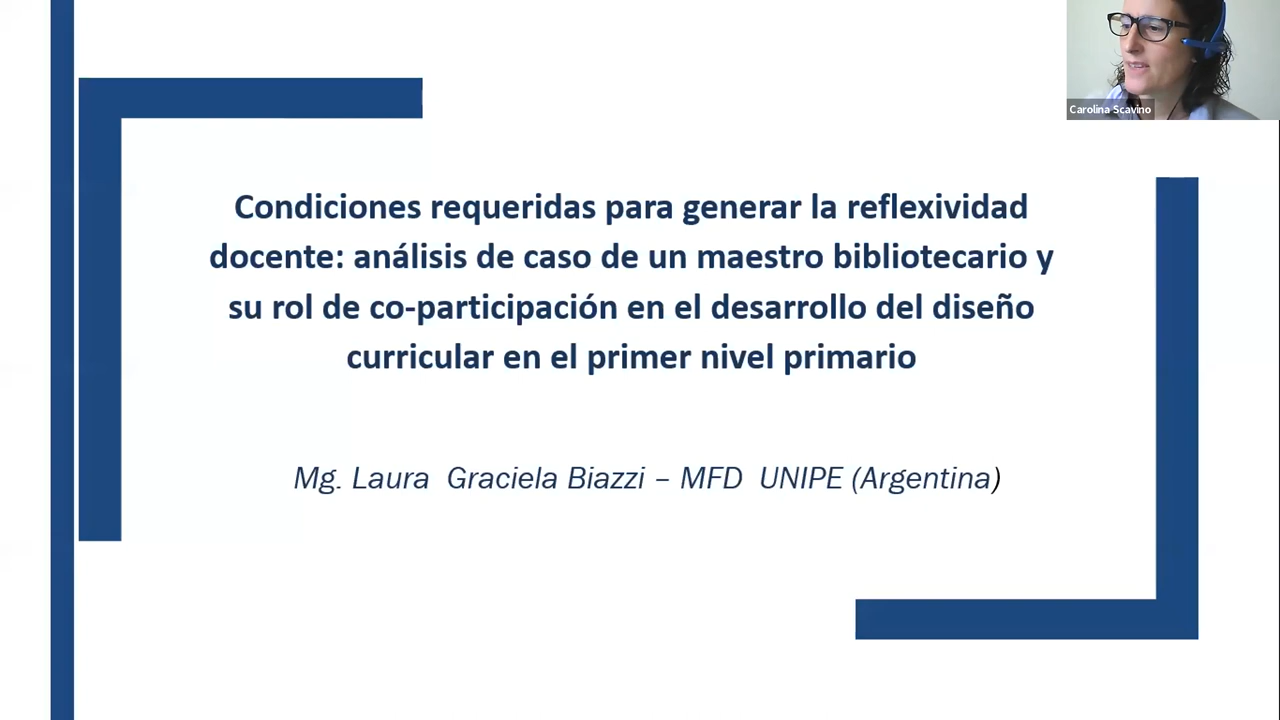 Carolina Scavino
Condiciones requeridas para generar la reflexividad
docente: análisis de caso de un maestro bibliotecario y
su rol de co-participación en el desarrollo del diseño
curricular en el primer nivel primario
Mg. Laura Graciela Biazzi – MFD UNIPE (Argentina)